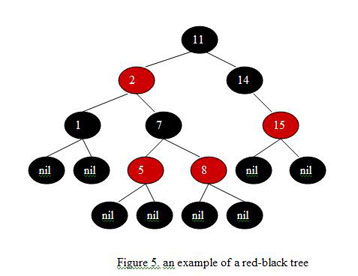 11
2 14
1 7 15
nil nil 5 8 nil nil
nil nil nil nil
Figure 5. an example of a red-black tree